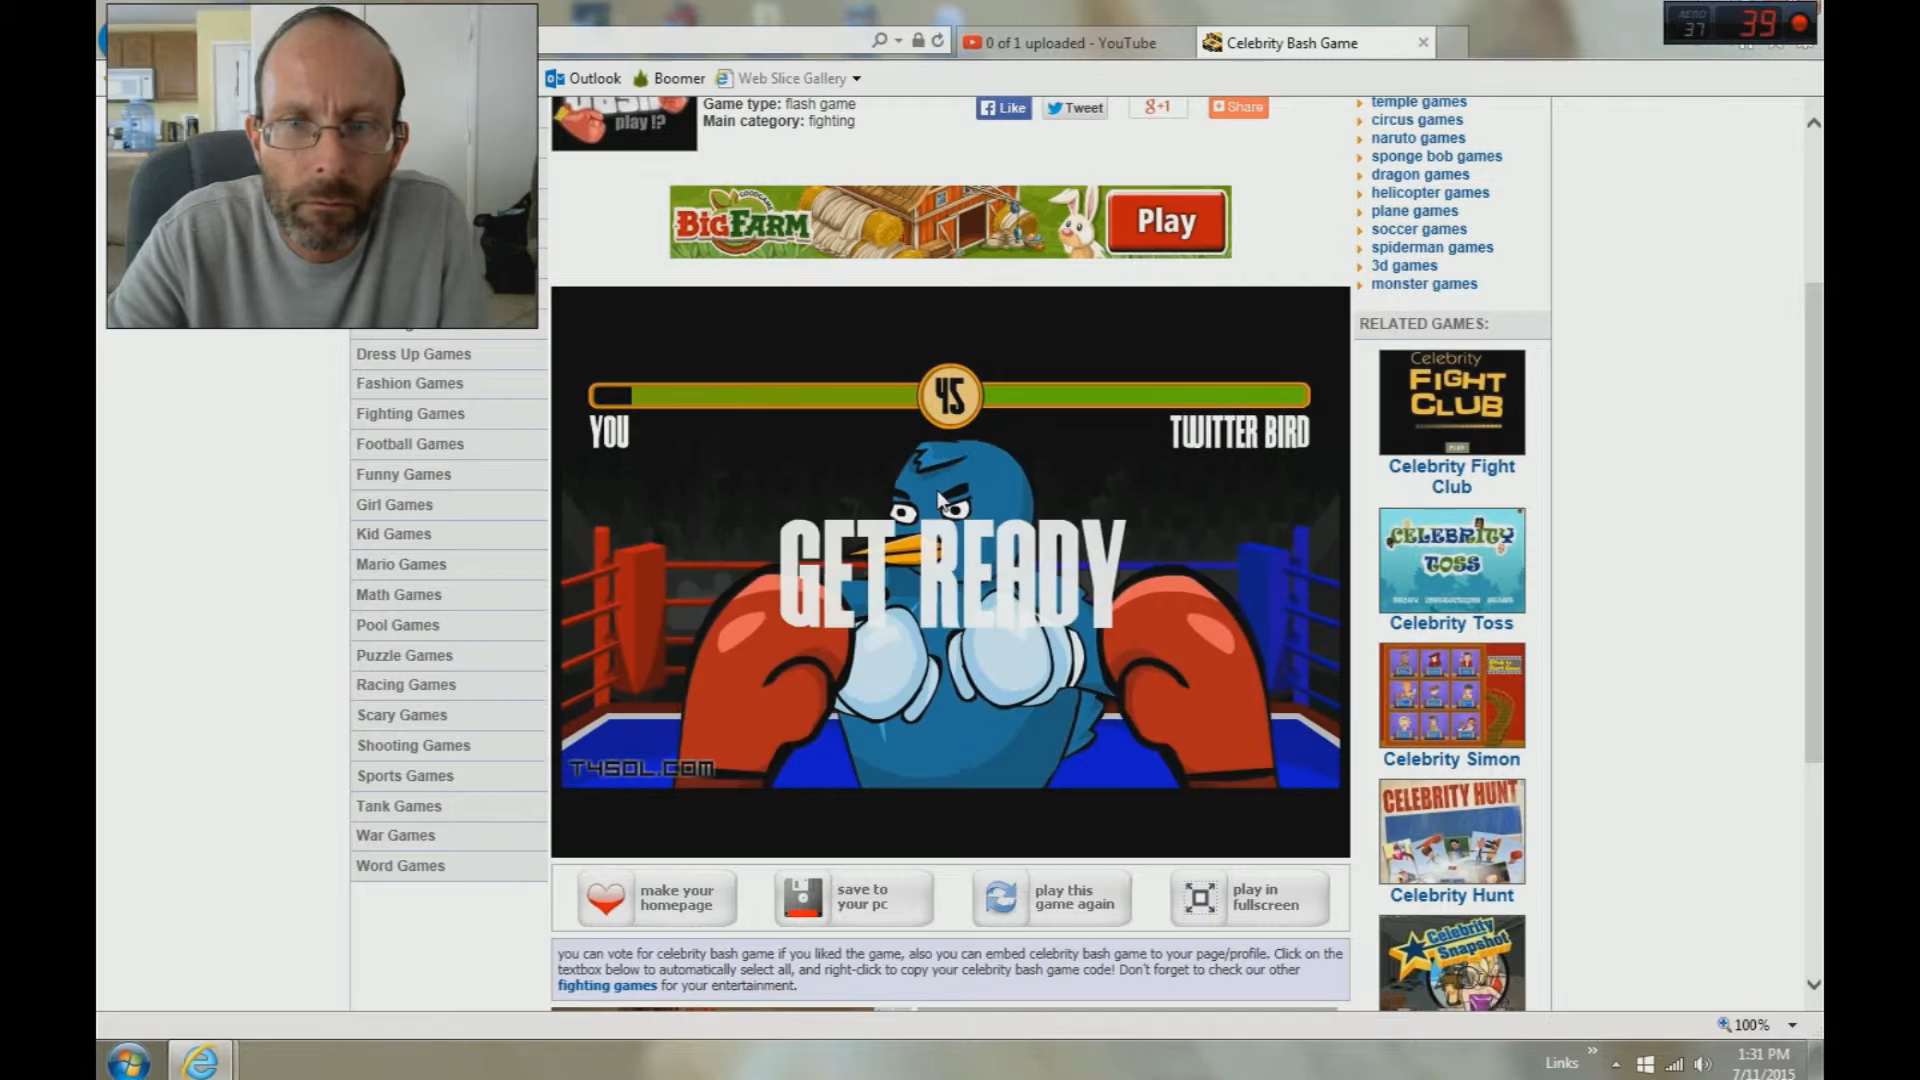 AERO
37
39
0 of 1 uploaded - YouTube
Celebrity Bash Game
Outlook
Boomer
Web Slice Gallery
play !?
Game type: flash game
Main category: fighting
Like
Tweet
g+1
Share
GOODGAME
BIGFARM
Play
temple games
circus games
naruto games
sponge bob games
dragon games
helicopter games
plane games
soccer games
spiderman games
3d games
monster games
RELATED GAMES:
Celebrity
FIGHT
CLUB
Celebrity Fight
Club
CELEBRITY
TOSS
Celebrity Toss
Celebrity Simon
CELEBRITY HUNT
Celebrity Hunt
Celebrity
Snapshot
Dress Up Games
Fashion Games
Fighting Games
Football Games
Funny Games
Girl Games
Kid Games
Mario Games
Math Games
Pool Games
Puzzle Games
Racing Games
Scary Games
Shooting Games
Sports Games
Tank Games
War Games
Word Games
45
YOU
TWITTER BIRD
GET READY
T45OL.COM
make your
homepage
save to
your pc
play this
game again
play in
fullscreen
you can vote for celebrity bash game if you liked the game, also you can embed celebrity bash game to your page/profile. Click on the
textbox below to automatically select all, and right-click to copy your celebrity bash game code! Don't forget to check our other
fighting games for your entertainment.
100%
Links
1:31 PM
7/11/2015